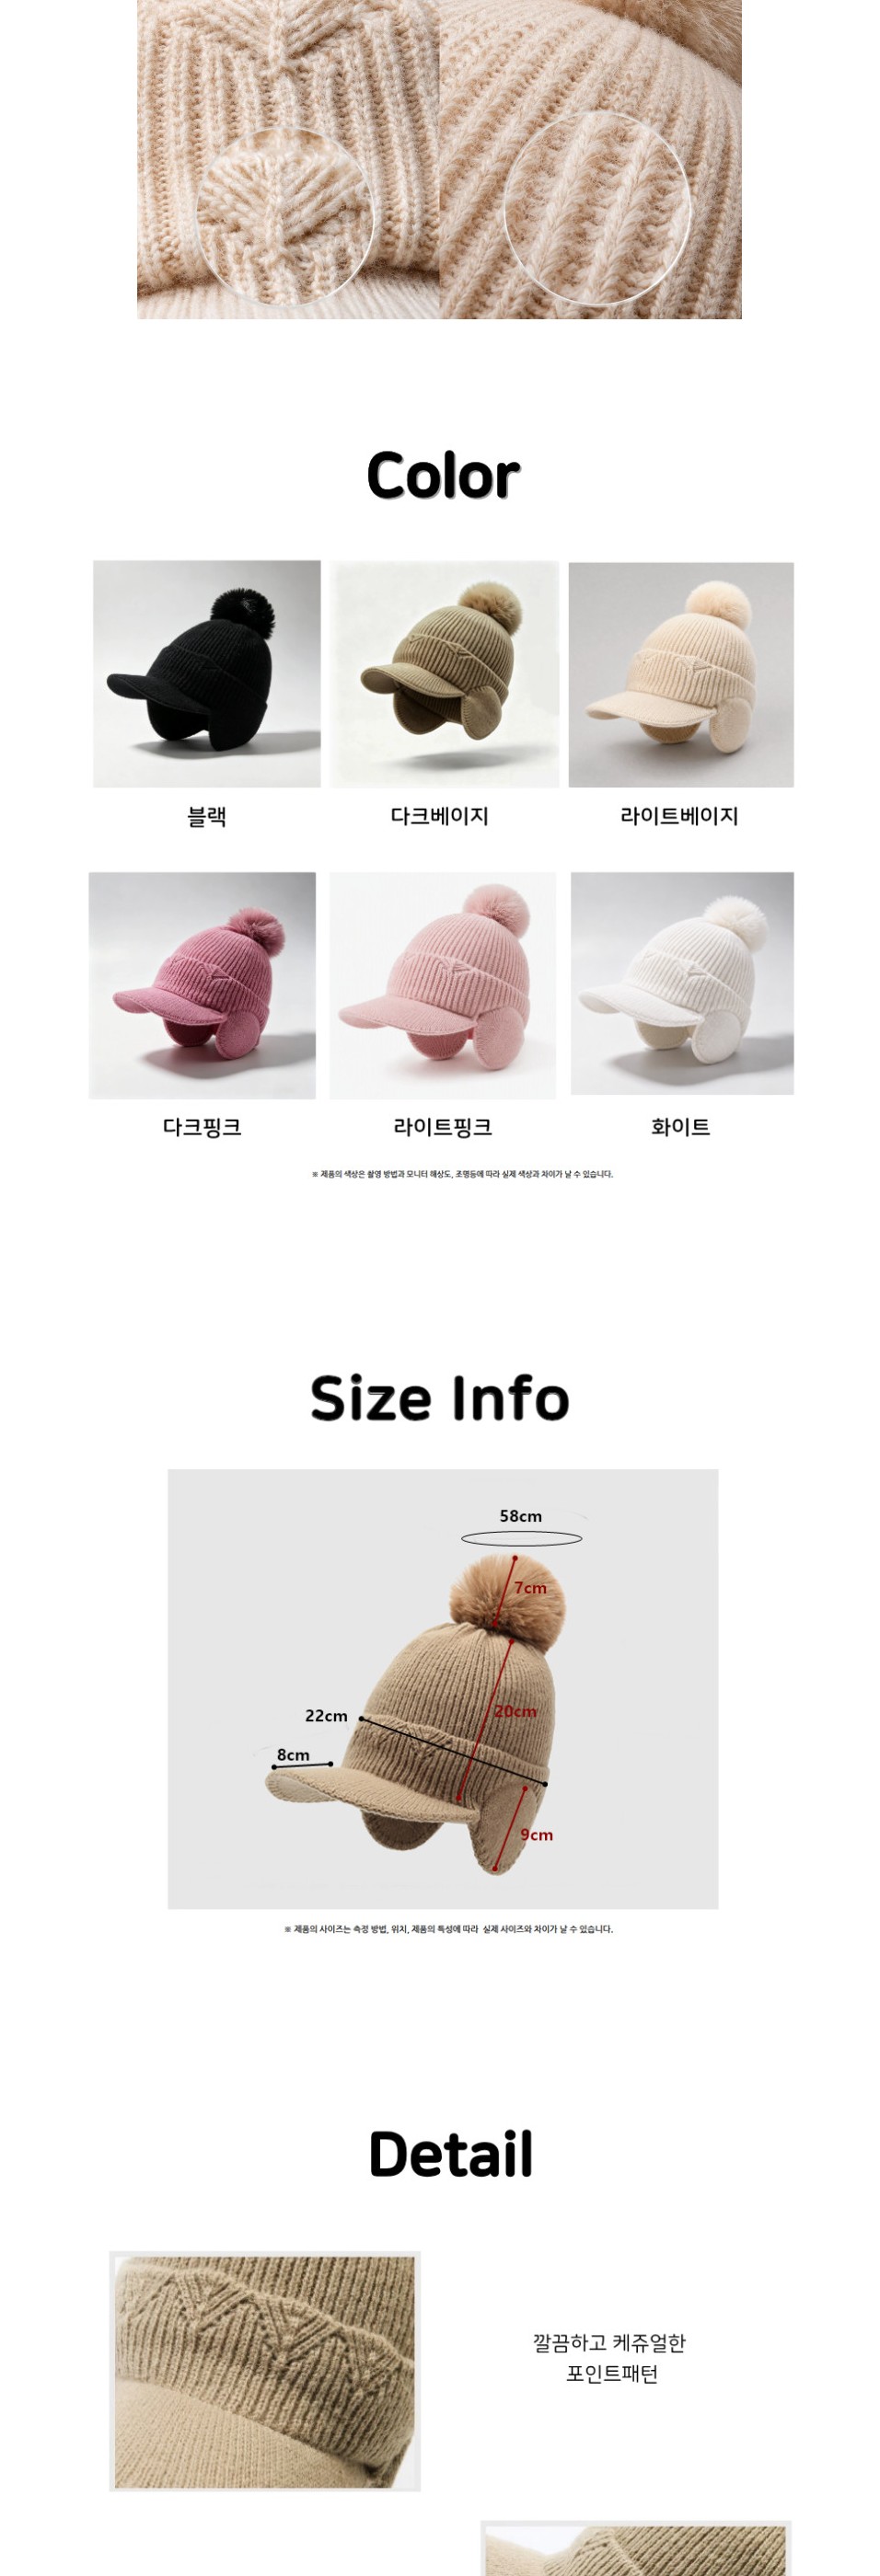 Color
블랙
다크베이지
라이트베이지
다크핑크
라이트핑크
화이트
※ 제품의 색상은 촬영 방법과 모니터 해상도, 조명등에 따라 실제 색상과 차이가 날 수 있습니다.
Size Info
58cm
7cm
20cm
22cm
8cm
9cm
※ 제품의 사이즈는 측정 방법, 위치, 제품의 특성에 따라 실제 사이즈와 차이가 날 수 있습니다.
Detail
깔끔하고 케쥬얼한
포인트패턴